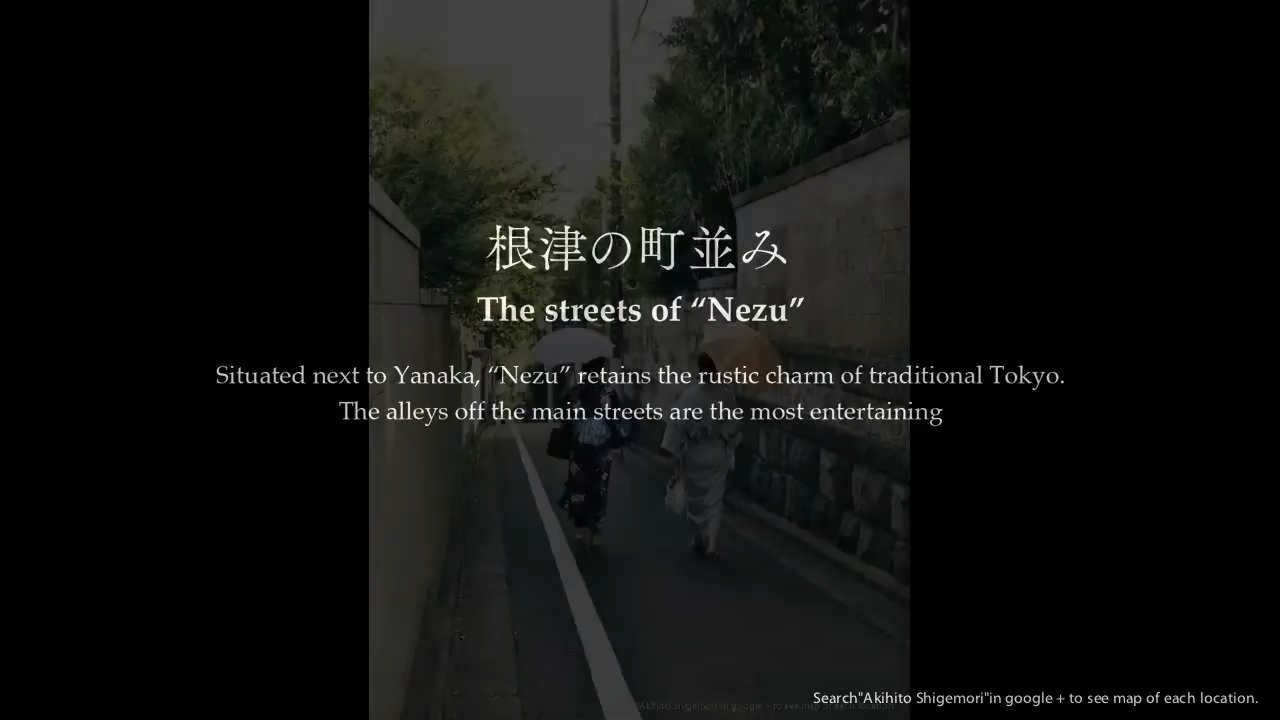 根津の町並み
The streets of “Nezu”
Situated next to Yanaka, “Nezu” retains the rustic charm of traditional Tokyo.
The alleys off the main streets are the most entertaining
Search"Akihito Shigemori"in google + to see map of each location.